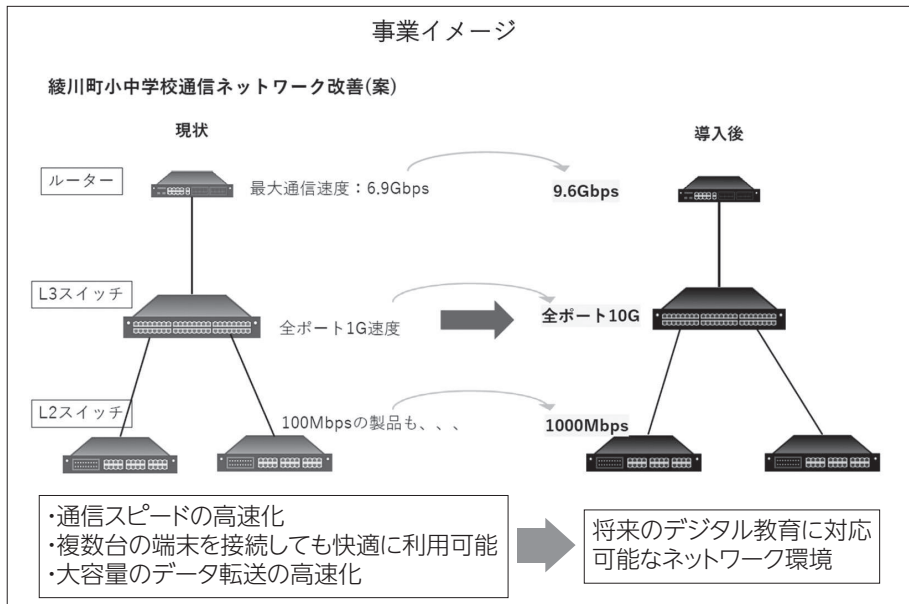 事業イメージ
綾川町小中学校通信ネットワーク改善(案)
現状
導入後
ルーター
最大通信速度：6,9Gbps
9.6Gbps
L3スイッチ
全ポート1G速度
全ポート10G
L2スイッチ
100Mbpsの製品も、、、
1000Mbps
・通信スピードの高速化
・複数台の端末を接続しても快適に利用可能
・大容量のデータ転送の高速化
将来のデジタル教育に対応
可能なネットワーク環境